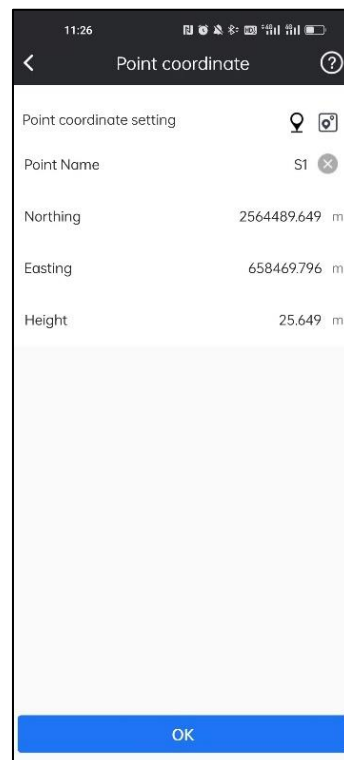 11:26
Point coordinate
Point coordinate setting
Point Name S1
Northing 2564489.649 m
Easting 658469.796 m
Height 25.649 m
OK